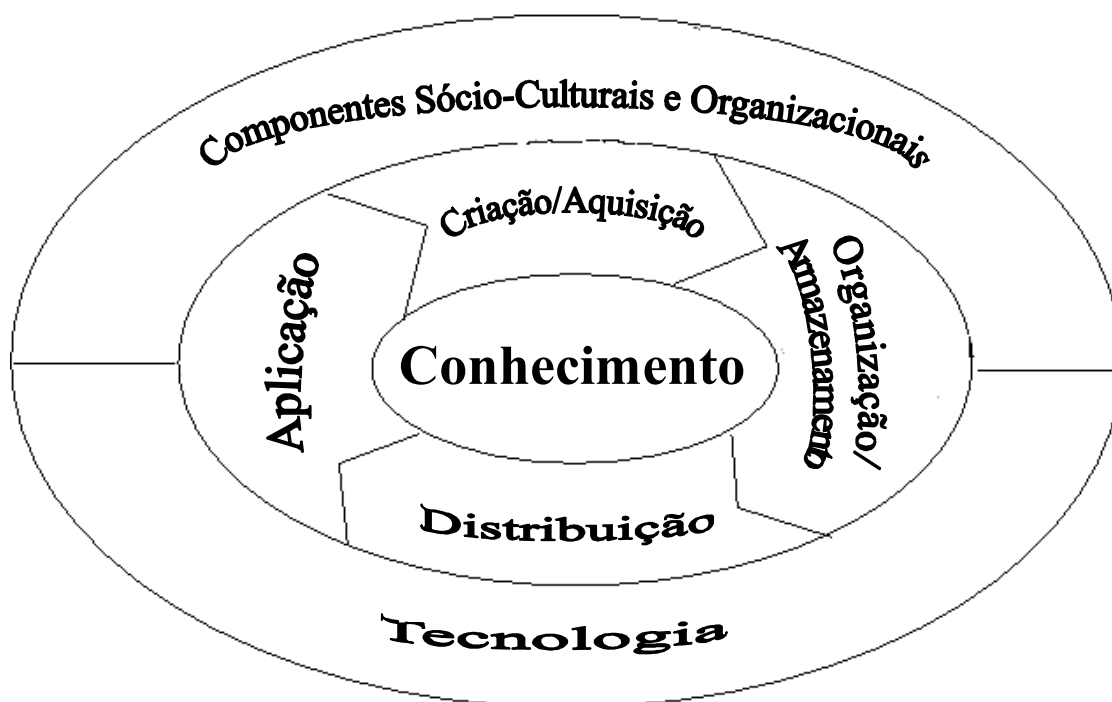 Componentes Sócio-Culturais e Organizacionais
Criação/Aquisição
Organização/
Armazenamento
Aplicação
Conhecimento
Distribuição
Tecnologia